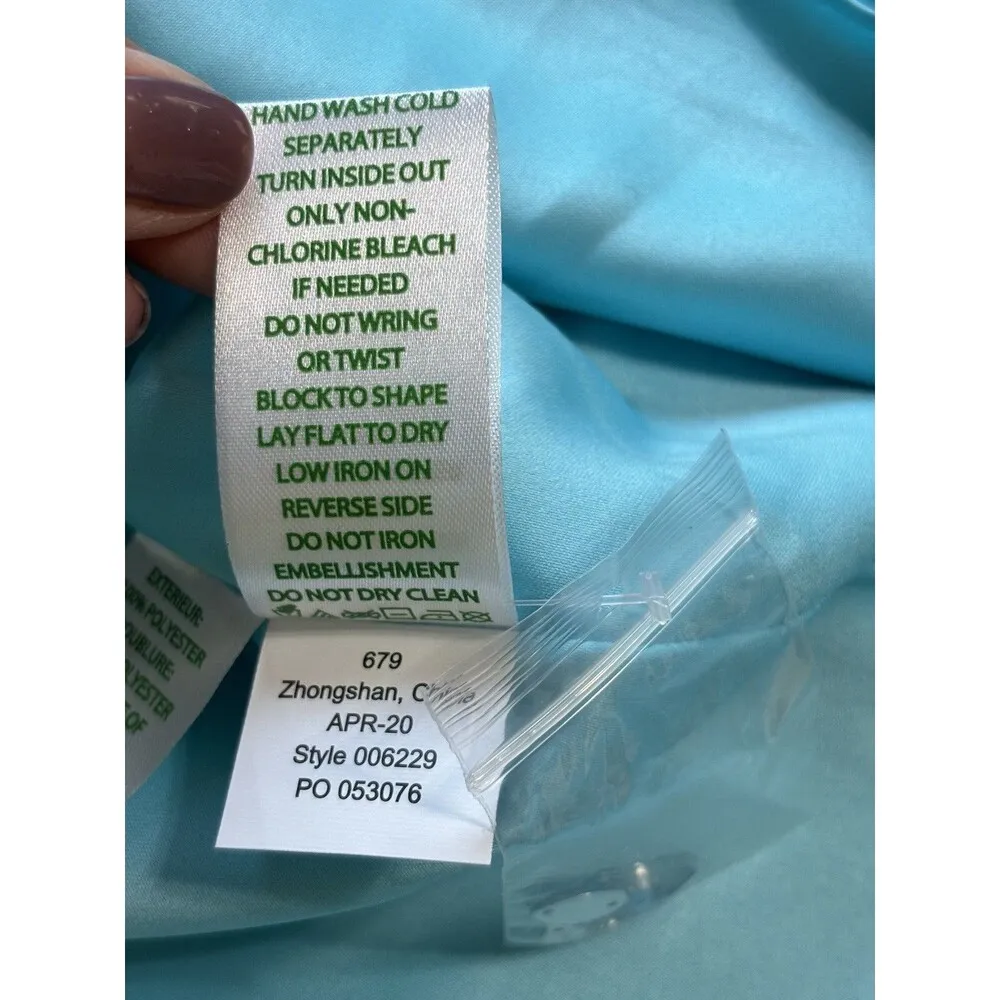 HAND WASH COLD
SEPARATELY
TURN INSIDE OUT
ONLY NON-
CHLORINE BLEACH
IF NEEDED
DO NOT WRING
OR TWIST
BLOCK TO SHAPE
LAY FLAT TO DRY
LOW IRON ON
REVERSE SIDE
DO NOT IRON
EMBELLISHMENT
DO NOT DRY CLEAN
679
Zhongshan, China
APR-20
Style 006229
PO 053076
EXTERIEUR:
POLYESTER
OF